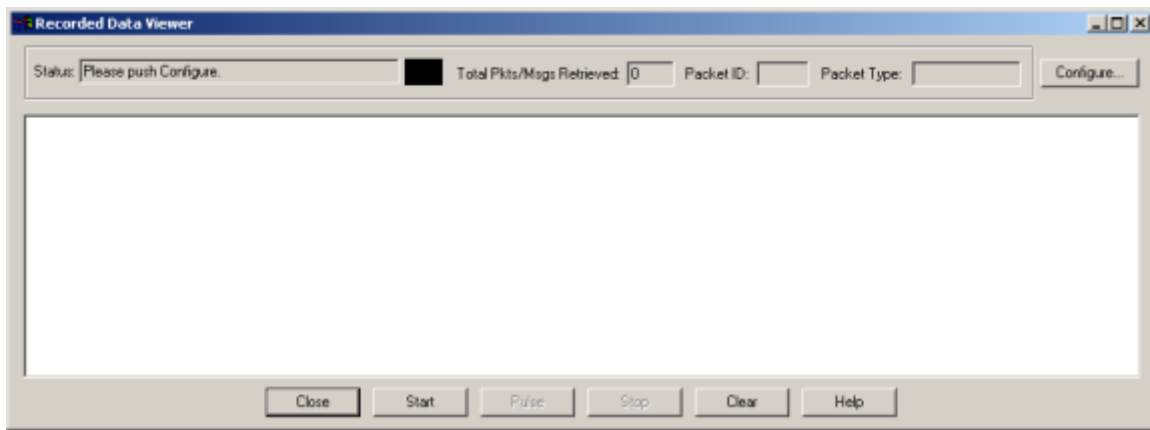 Recorded Data Viewer
Status: Please push Configure. Total Pkts/Msgs Retrieved: 0 Packet ID: Packet Type: Configure...
Close Start Pulse Stop Clear Help